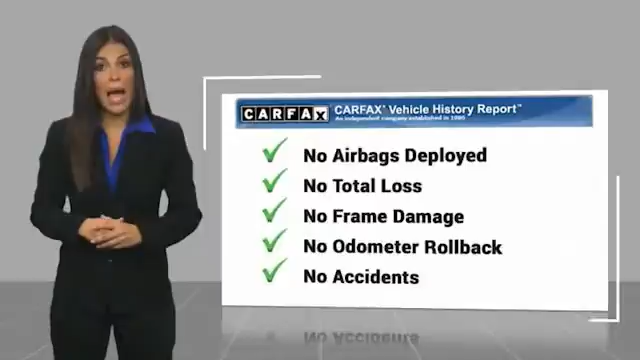 CARFAX CARFAX® Vehicle History Report™
An independent company established in 1986
No Airbags Deployed
No Total Loss
No Frame Damage
No Odometer Rollback
No Accidents